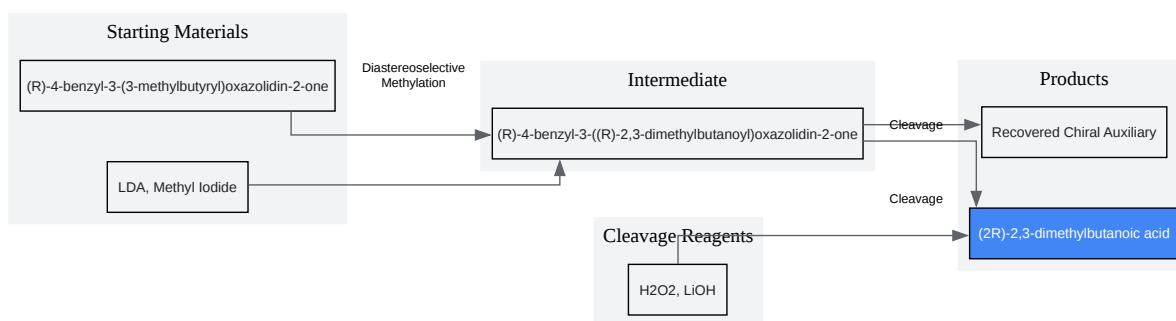 Starting Materials
(R)-4-benzyl-3-(3-methylbutyryl)oxazolidin-2-one
LDA, Methyl Iodide
Diastereoselective
Methylation
Intermediate
(R)-4-benzyl-3-((R)-2,3-dimethylbutanoyl)oxazolidin-2-one
Cleavage
Cleavage
Cleavage Reagents
H2O2, LiOH
Products
Recovered Chiral Auxiliary
(2R)-2,3-dimethylbutanoic acid